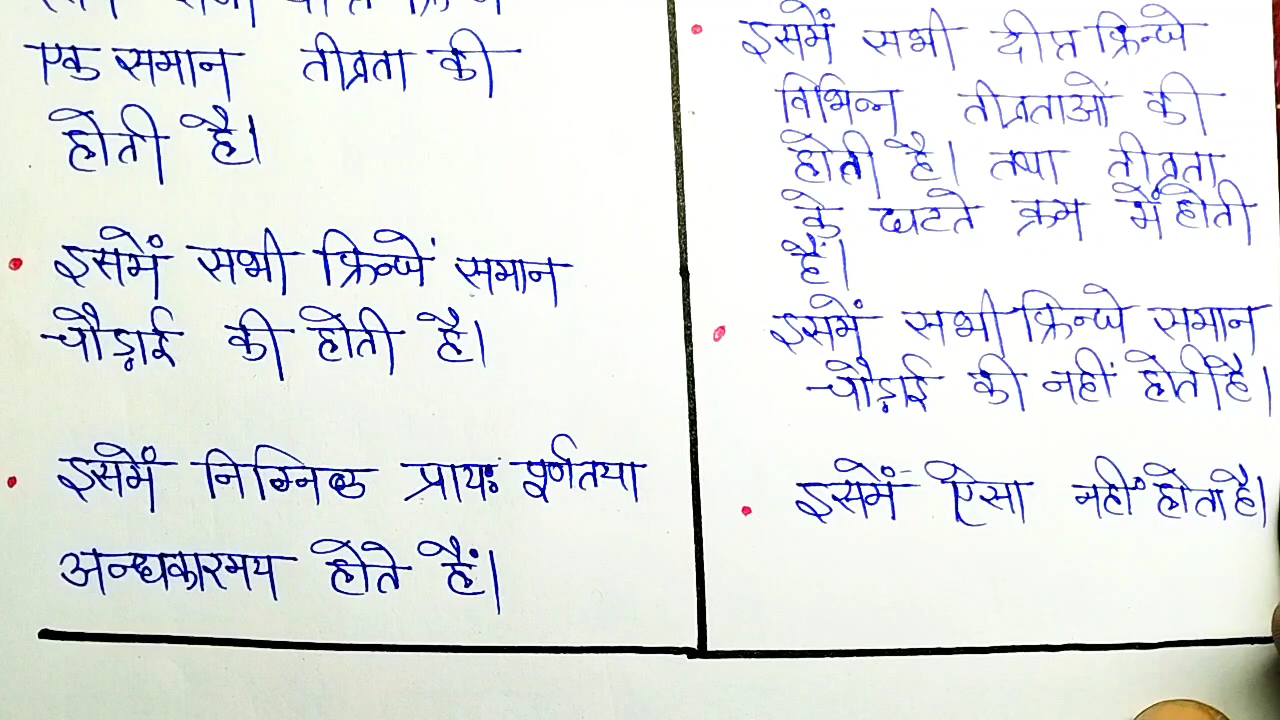 एक समान तीव्रता की
होती है।
• इसमें सभी फ्रिन्जें समान
चौड़ाई की होती है।
• इसमें निम्निष्ठ प्रायः पूर्णतया
अन्धकारमय होते हैं।
• इसमें सभी दीप्त फ्रिन्जे
विभिन्न तीव्रताओं की
होती है। तथा तीव्रता
के घटते क्रम में होती
है।
• इसमें सभी फ्रिन्जे समान
चौड़ाई की नहीं होती है।
• इसमें ऐसा नहीं होता है।